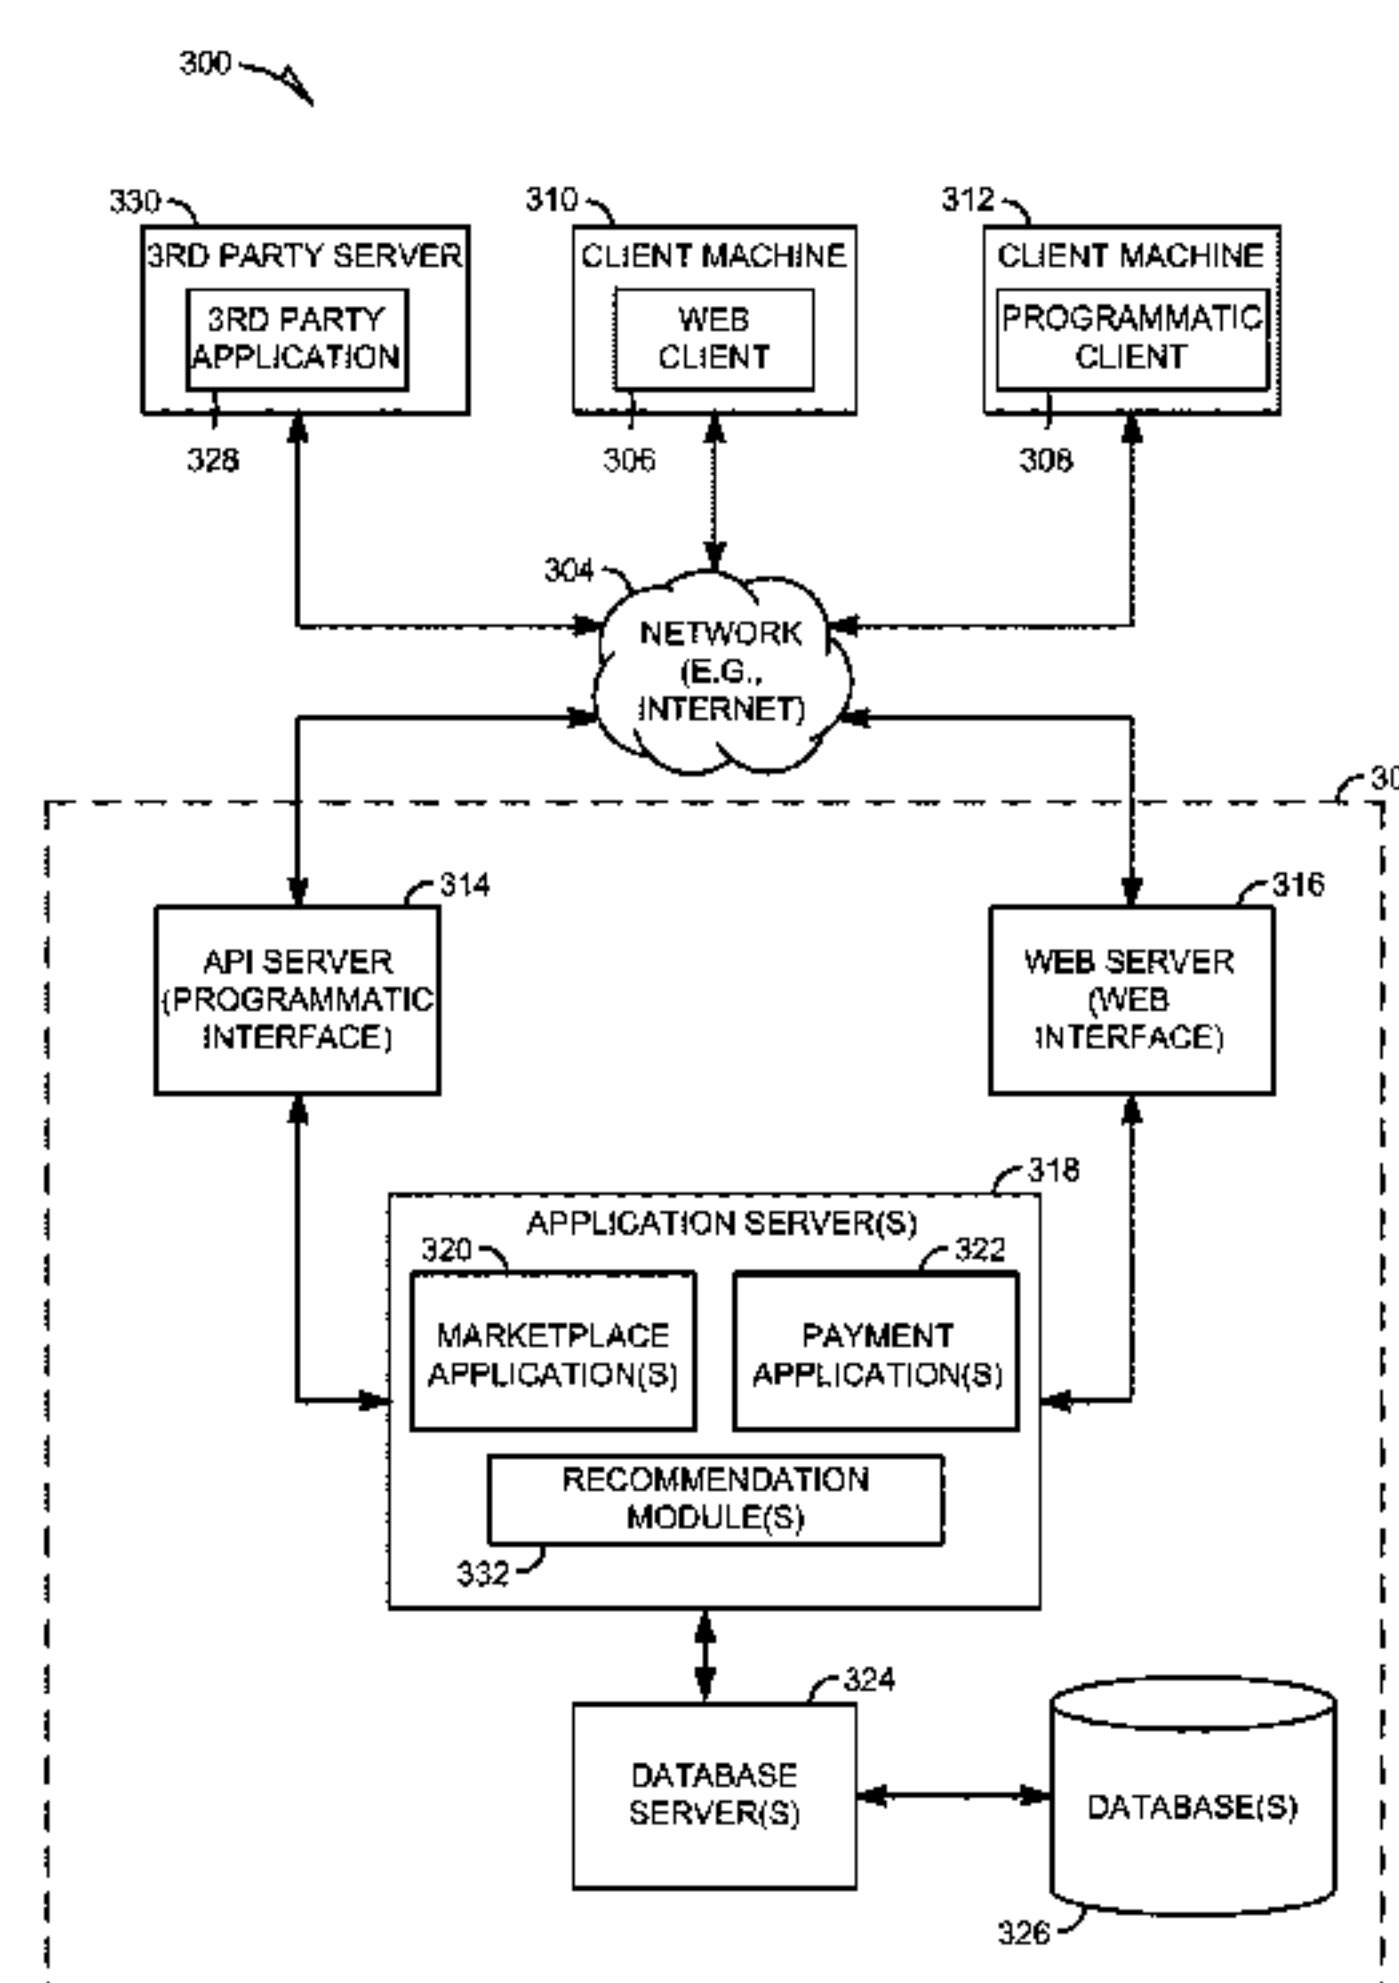 300
330
310
312
3RD PARTY SERVER
CLIENT MACHINE
CLIENT MACHINE
3RD PARTY
APPLICATION
WEB
CLIENT
PROGRAMMATIC
CLIENT
328
306
308
304
NETWORK
(E.G.,
INTERNET)
314
316
API SERVER
(PROGRAMMATIC
INTERFACE)
WEB SERVER
(WEB
INTERFACE)
318
APPLICATION SERVER(S)
320
322
MARKETPLACE
APPLICATION(S)
PAYMENT
APPLICATION(S)
RECOMMENDATION
MODULE(S)
332
324
DATABASE
SERVER(S)
DATABASE(S)
326